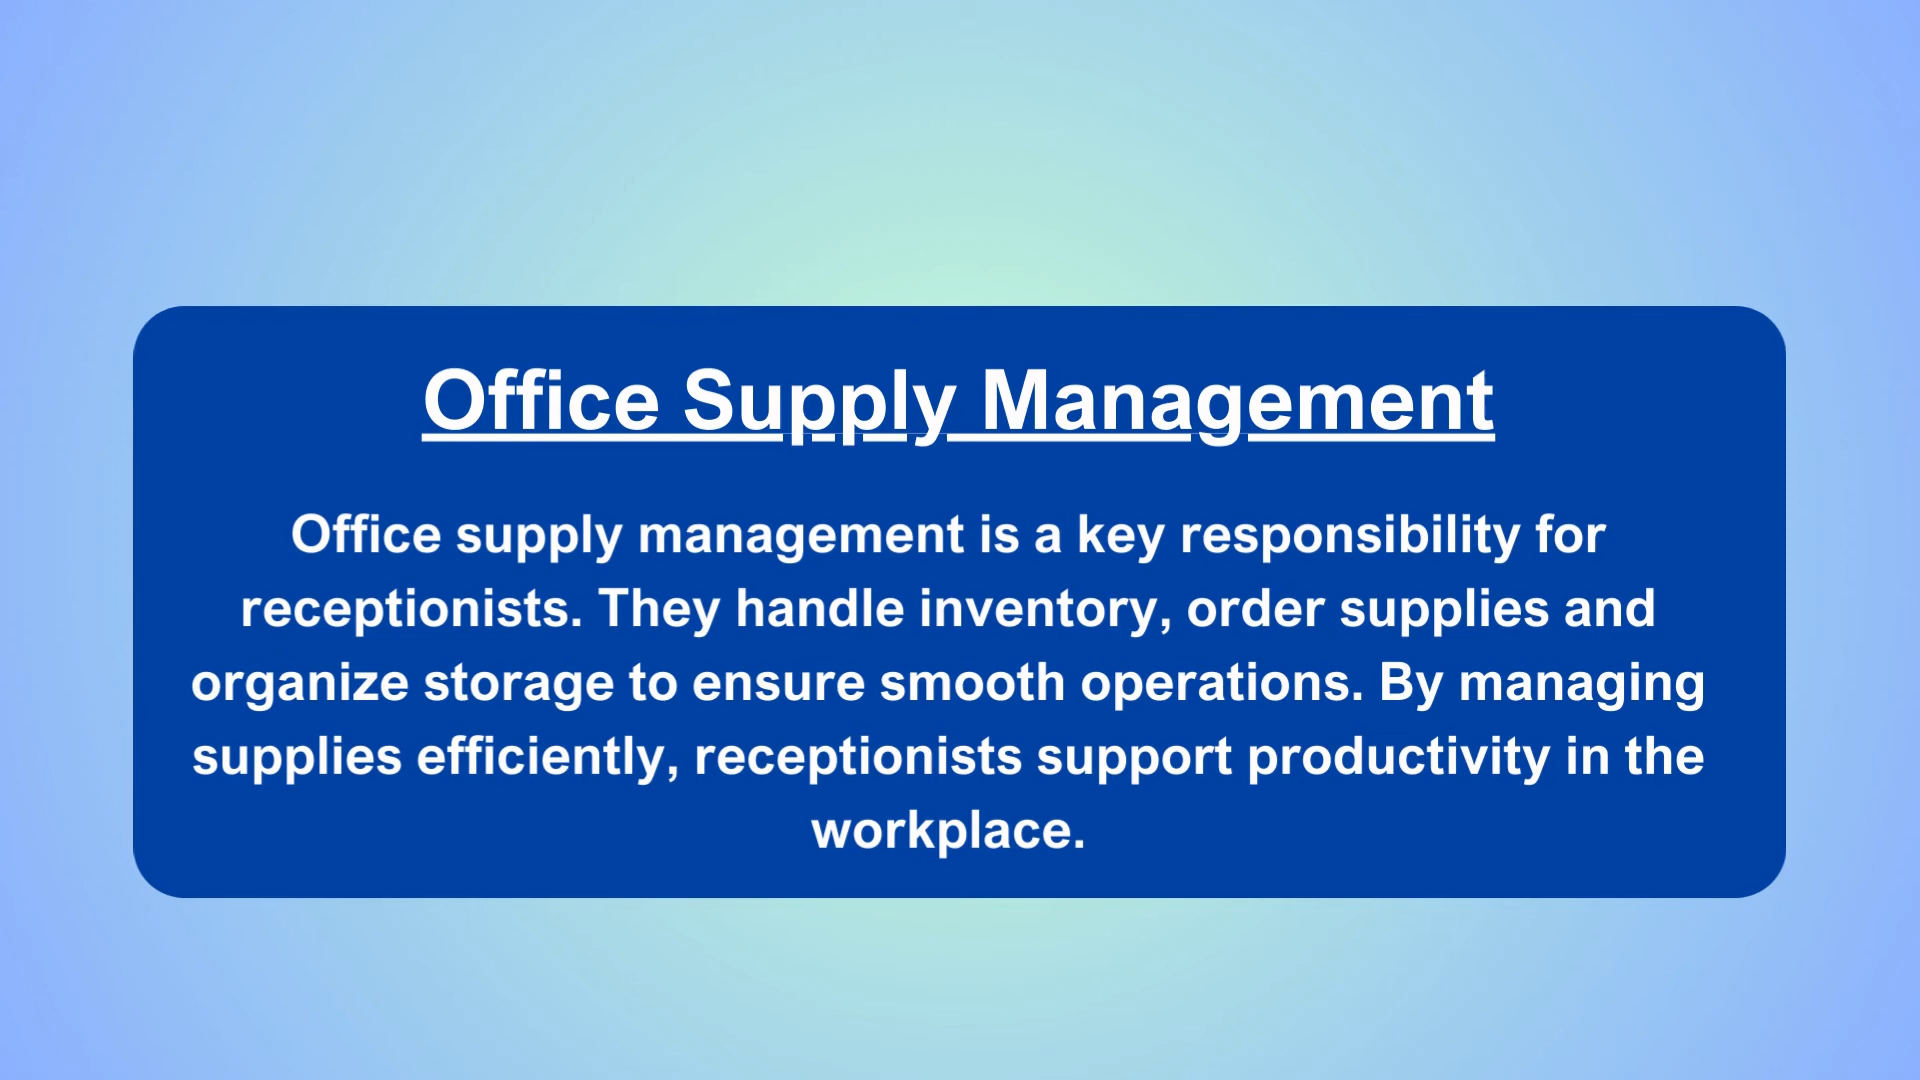 Office Supply Management
Office supply management is a key responsibility for
receptionists. They handle inventory, order supplies and
organize storage to ensure smooth operations. By managing
supplies efficiently, receptionists support productivity in the
workplace.